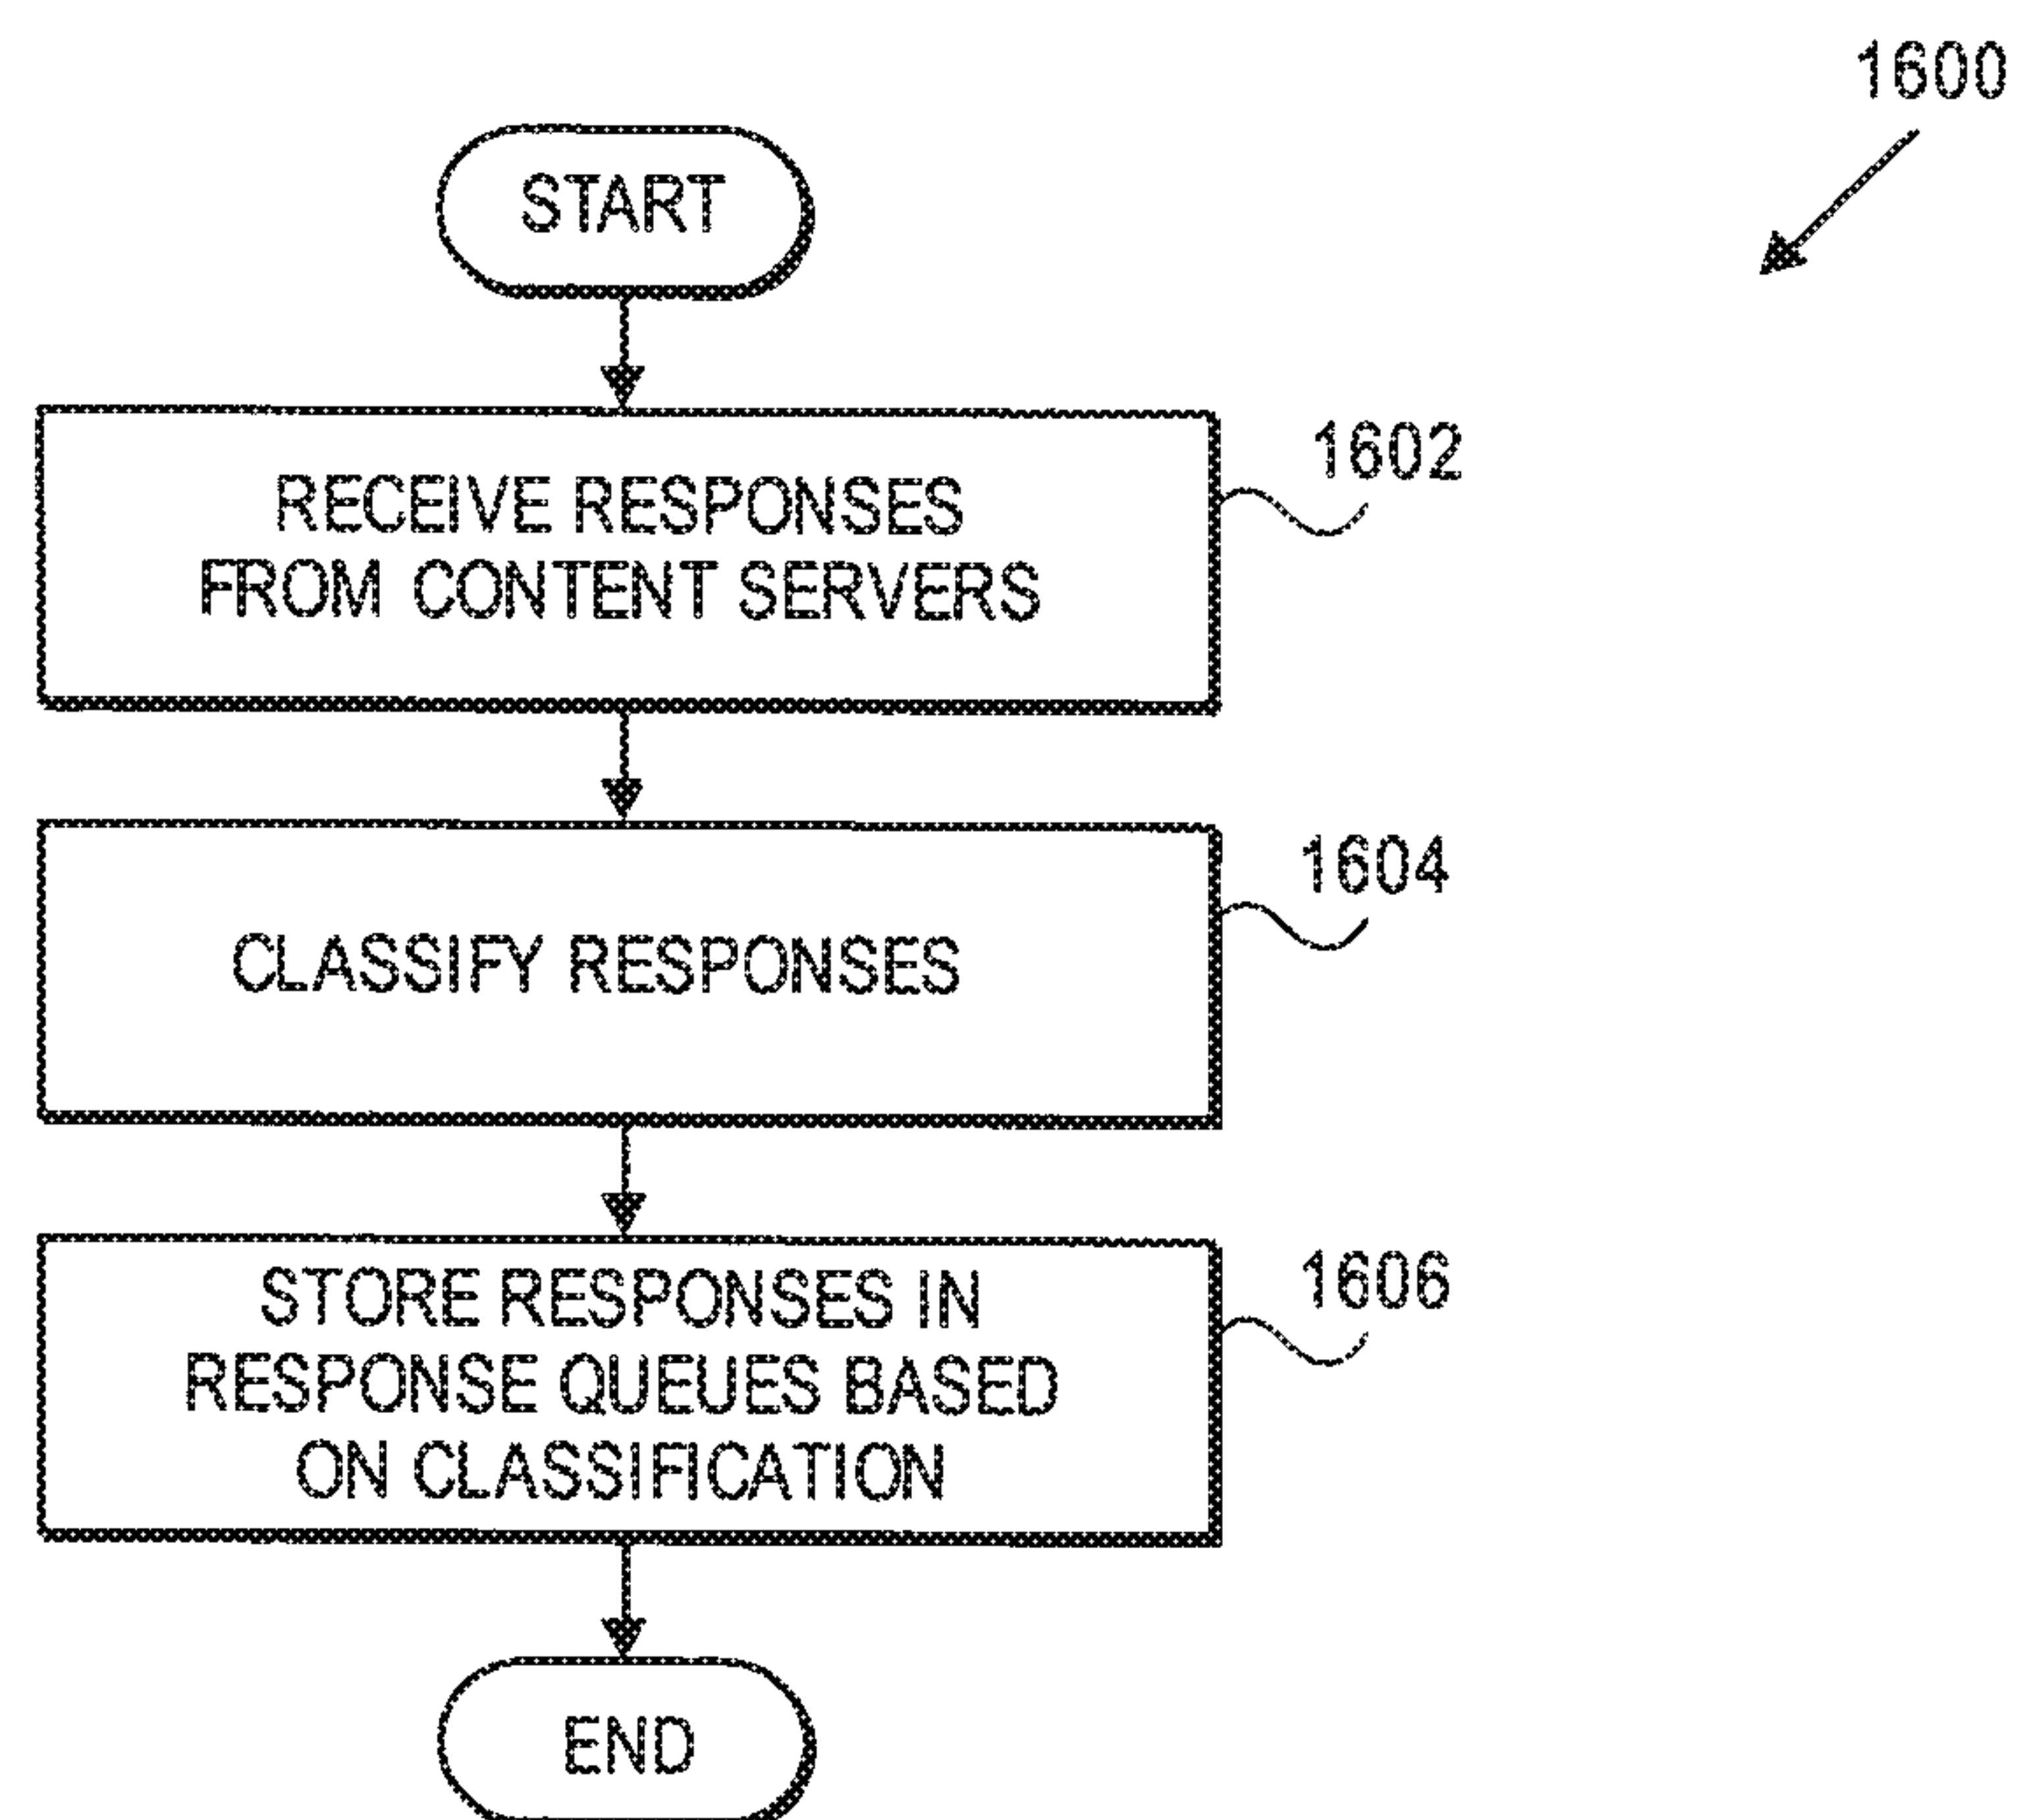 1600
START
RECEIVE RESPONSES
FROM CONTENT SERVERS
1602
CLASSIFY RESPONSES
1604
STORE RESPONSES IN
RESPONSE QUEUES BASED
ON CLASSIFICATION
1606
END